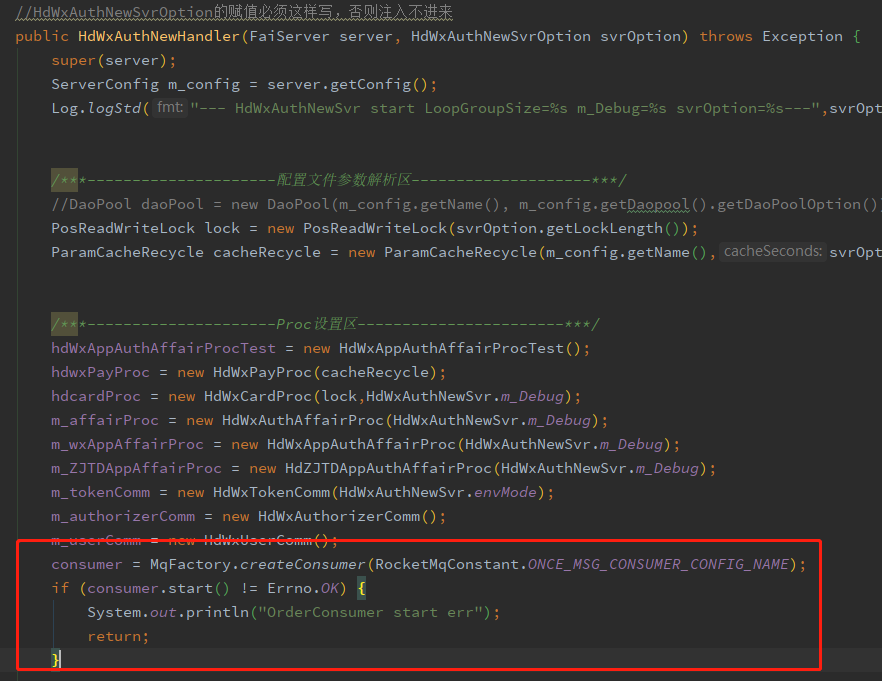 //HdWxAuthNewSvrOption的赋值必须这样写，否则注入不进来
public HdWxAuthNewHandler(FaiServer server, HdWxAuthNewSvrOption svrOption) throws Exception {
super(server);
ServerConfig m_config = server.getConfig();
Log.logStd( fmt: "--- HdWxAuthNewSvr start LoopGroupSize=%s m_Debug=%s svrOption=%s---",svrOpt
/***---------------------配置文件参数解析区--------------------***/
//DaoPool daoPool = new DaoPool(m_config.getName(), m_config.getDaopool().getDaoPoolOption()
PosReadWriteLock lock = new PosReadWriteLock(svrOption.getLockLength());
ParamCacheRecycle cacheRecycle = new ParamCacheRecycle(m_config.getName(), cacheSeconds: svrOpt
/***---------------------Proc设置区-----------------------***/
hdWxAppAuthAffairProcTest = new HdWxAppAuthAffairProcTest();
hdwxPayProc = new HdWxPayProc(cacheRecycle);
hdcardProc = new HdWxCardProc(lock,HdWxAuthNewSvr.m_Debug);
m_affairProc = new HdWxAuthAffairProc(HdWxAuthNewSvr.m_Debug);
m_wxAppAffairProc = new HdWxAppAuthAffairProc(HdWxAuthNewSvr.m_Debug);
m_ZJTDAppAffairProc = new HdZJTDAppAuthAffairProc(HdWxAuthNewSvr.m_Debug);
m_tokenComm = new HdWxTokenComm(HdWxAuthNewSvr.envMode);
m_authorizerComm = new HdWxAuthorizerComm();
m_userComm = new HdWxUserComm();
consumer = MqFactory.createConsumer(RocketMqConstant.ONCE_MSG_CONSUMER_CONFIG_NAME);
if (consumer.start() != Errno.OK) {
System.out.println("OrderConsumer start err");
return;
}